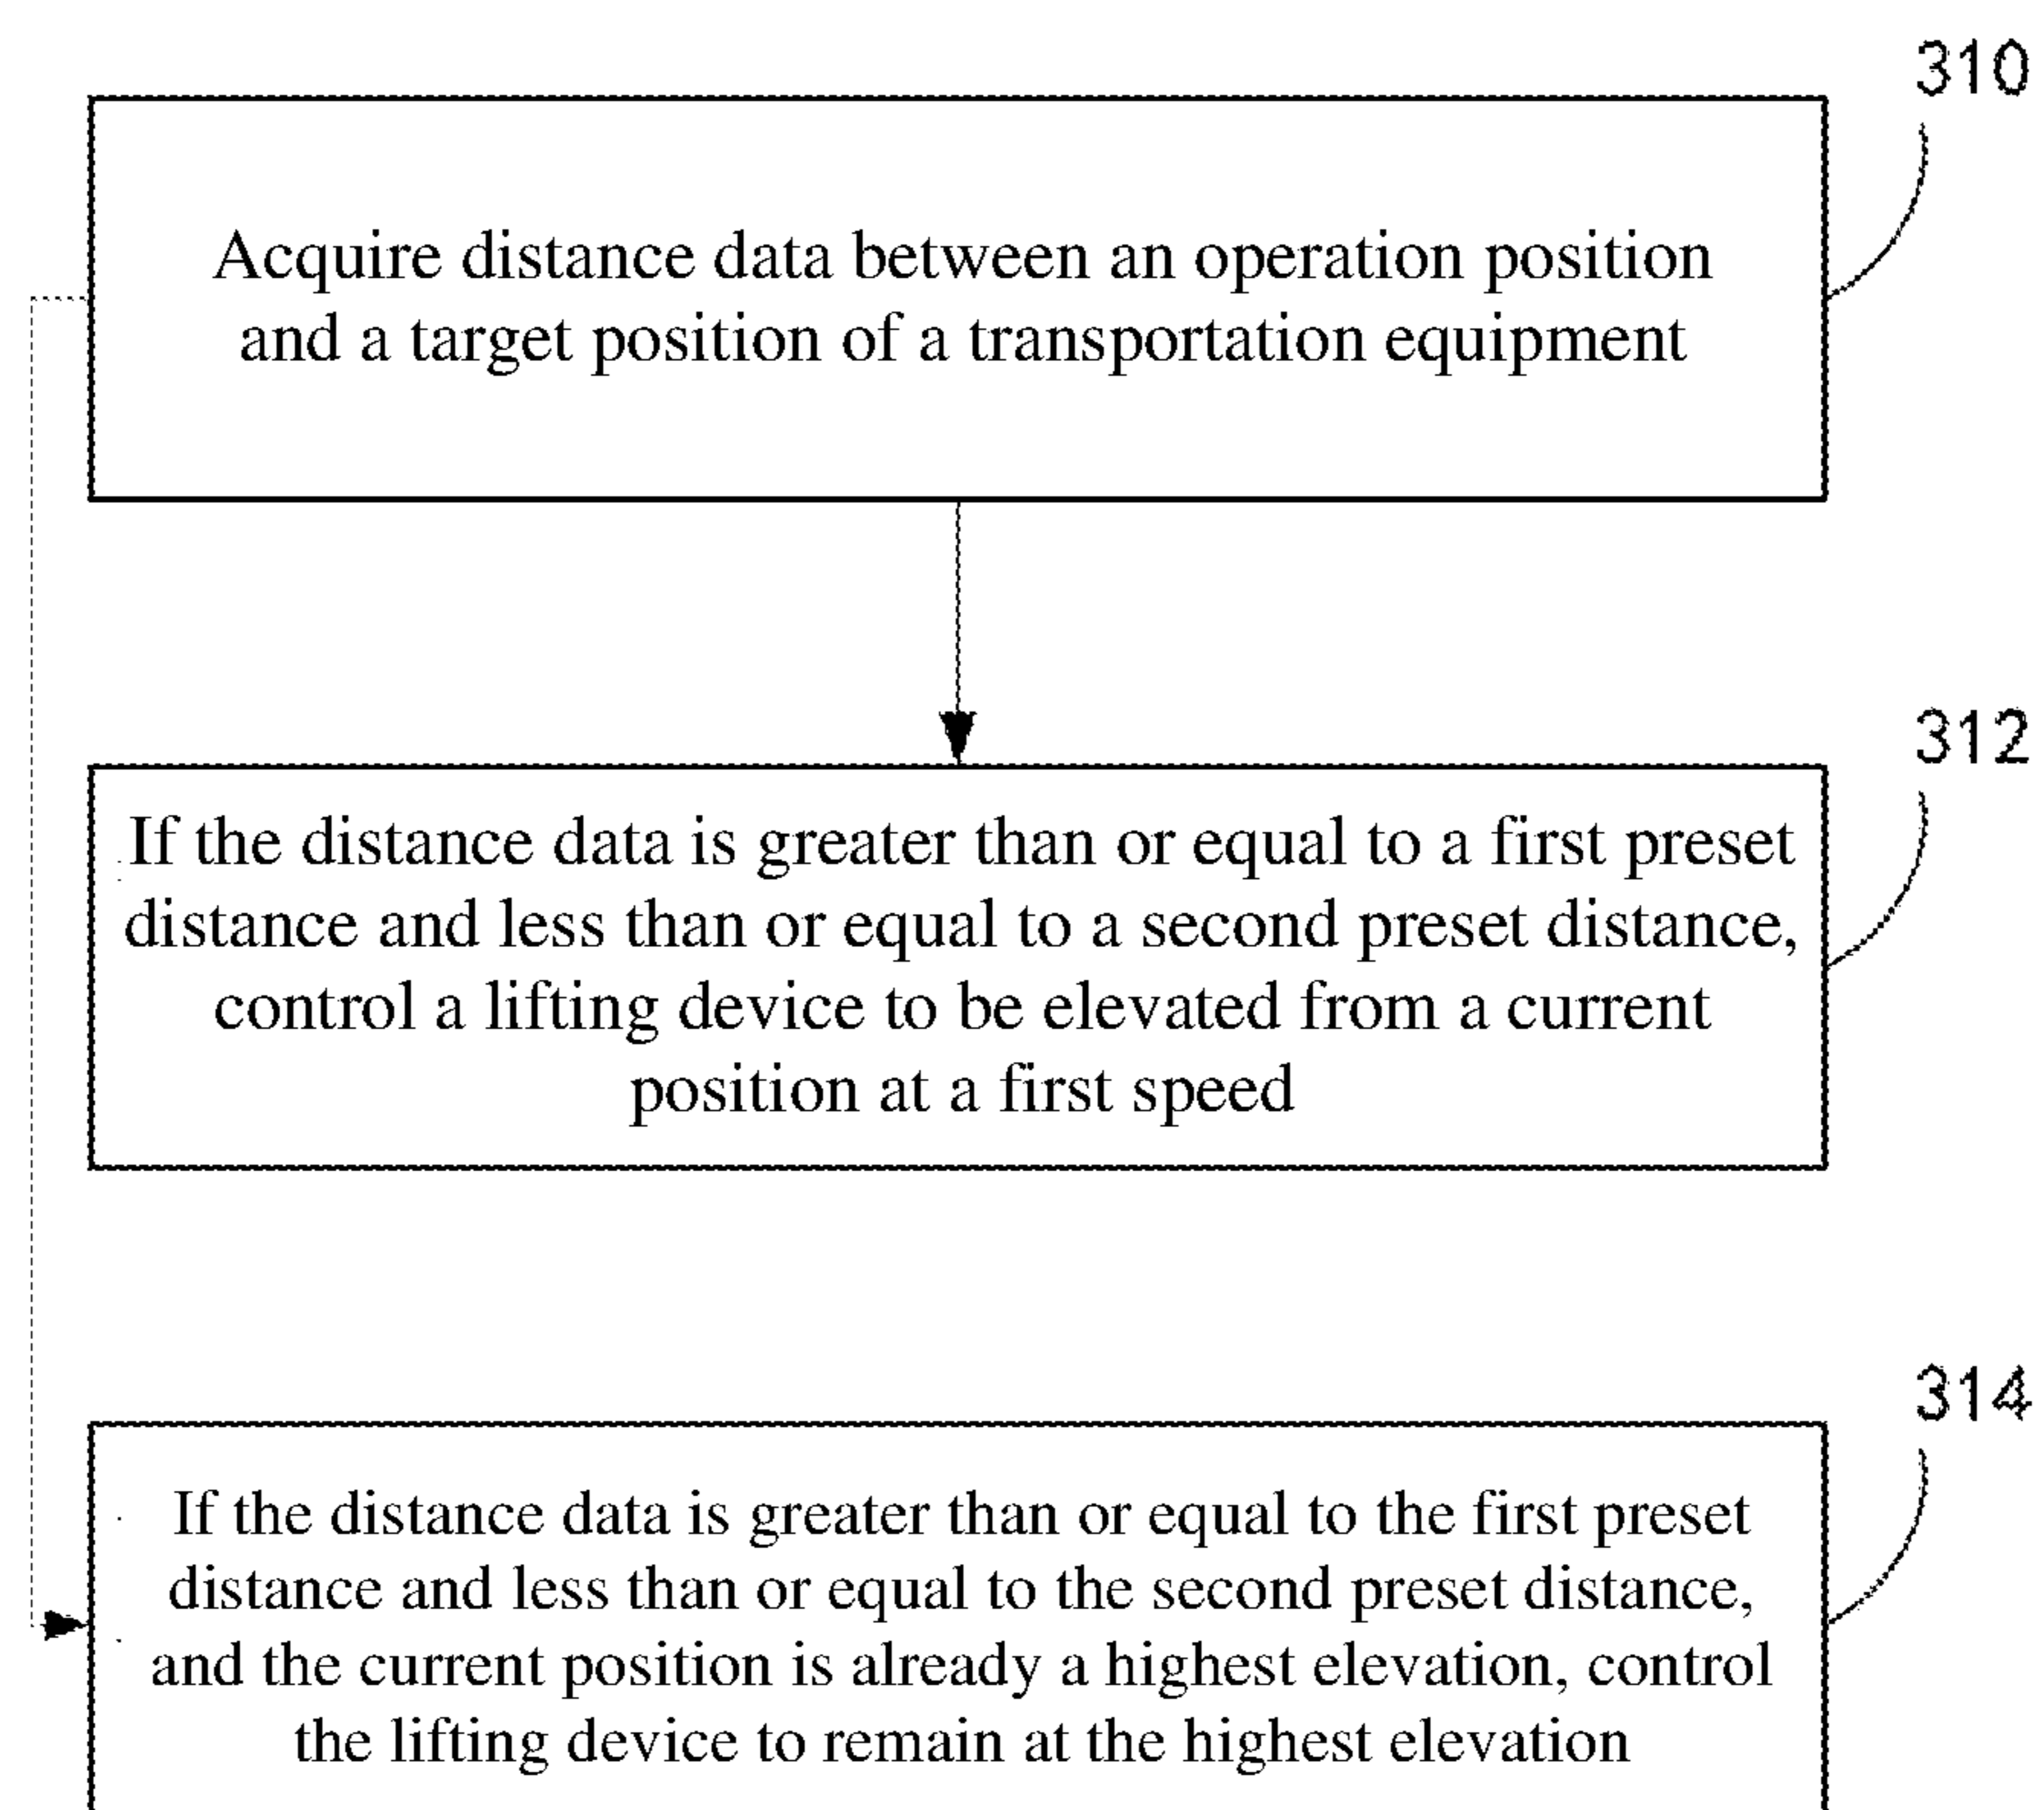 310
Acquire distance data between an operation position
and a target position of a transportation equipment
312
If the distance data is greater than or equal to a first preset
distance and less than or equal to a second preset distance,
control a lifting device to be elevated from a current
position at a first speed
314
If the distance data is greater than or equal to the first preset
distance and less than or equal to the second preset distance,
and the current position is already a highest elevation, control
the lifting device to remain at the highest elevation